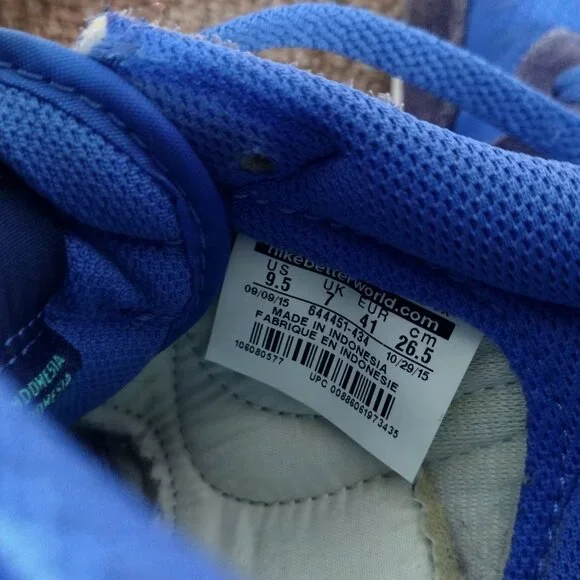 nikebetterworld.com
US UK EUR cm
9.5 7 41 26.5
09/09/15 644451-434 10/29/15
MADE IN INDONESIA
FABRIQUE EN INDONESIE
106080577
UPC 00886061973435